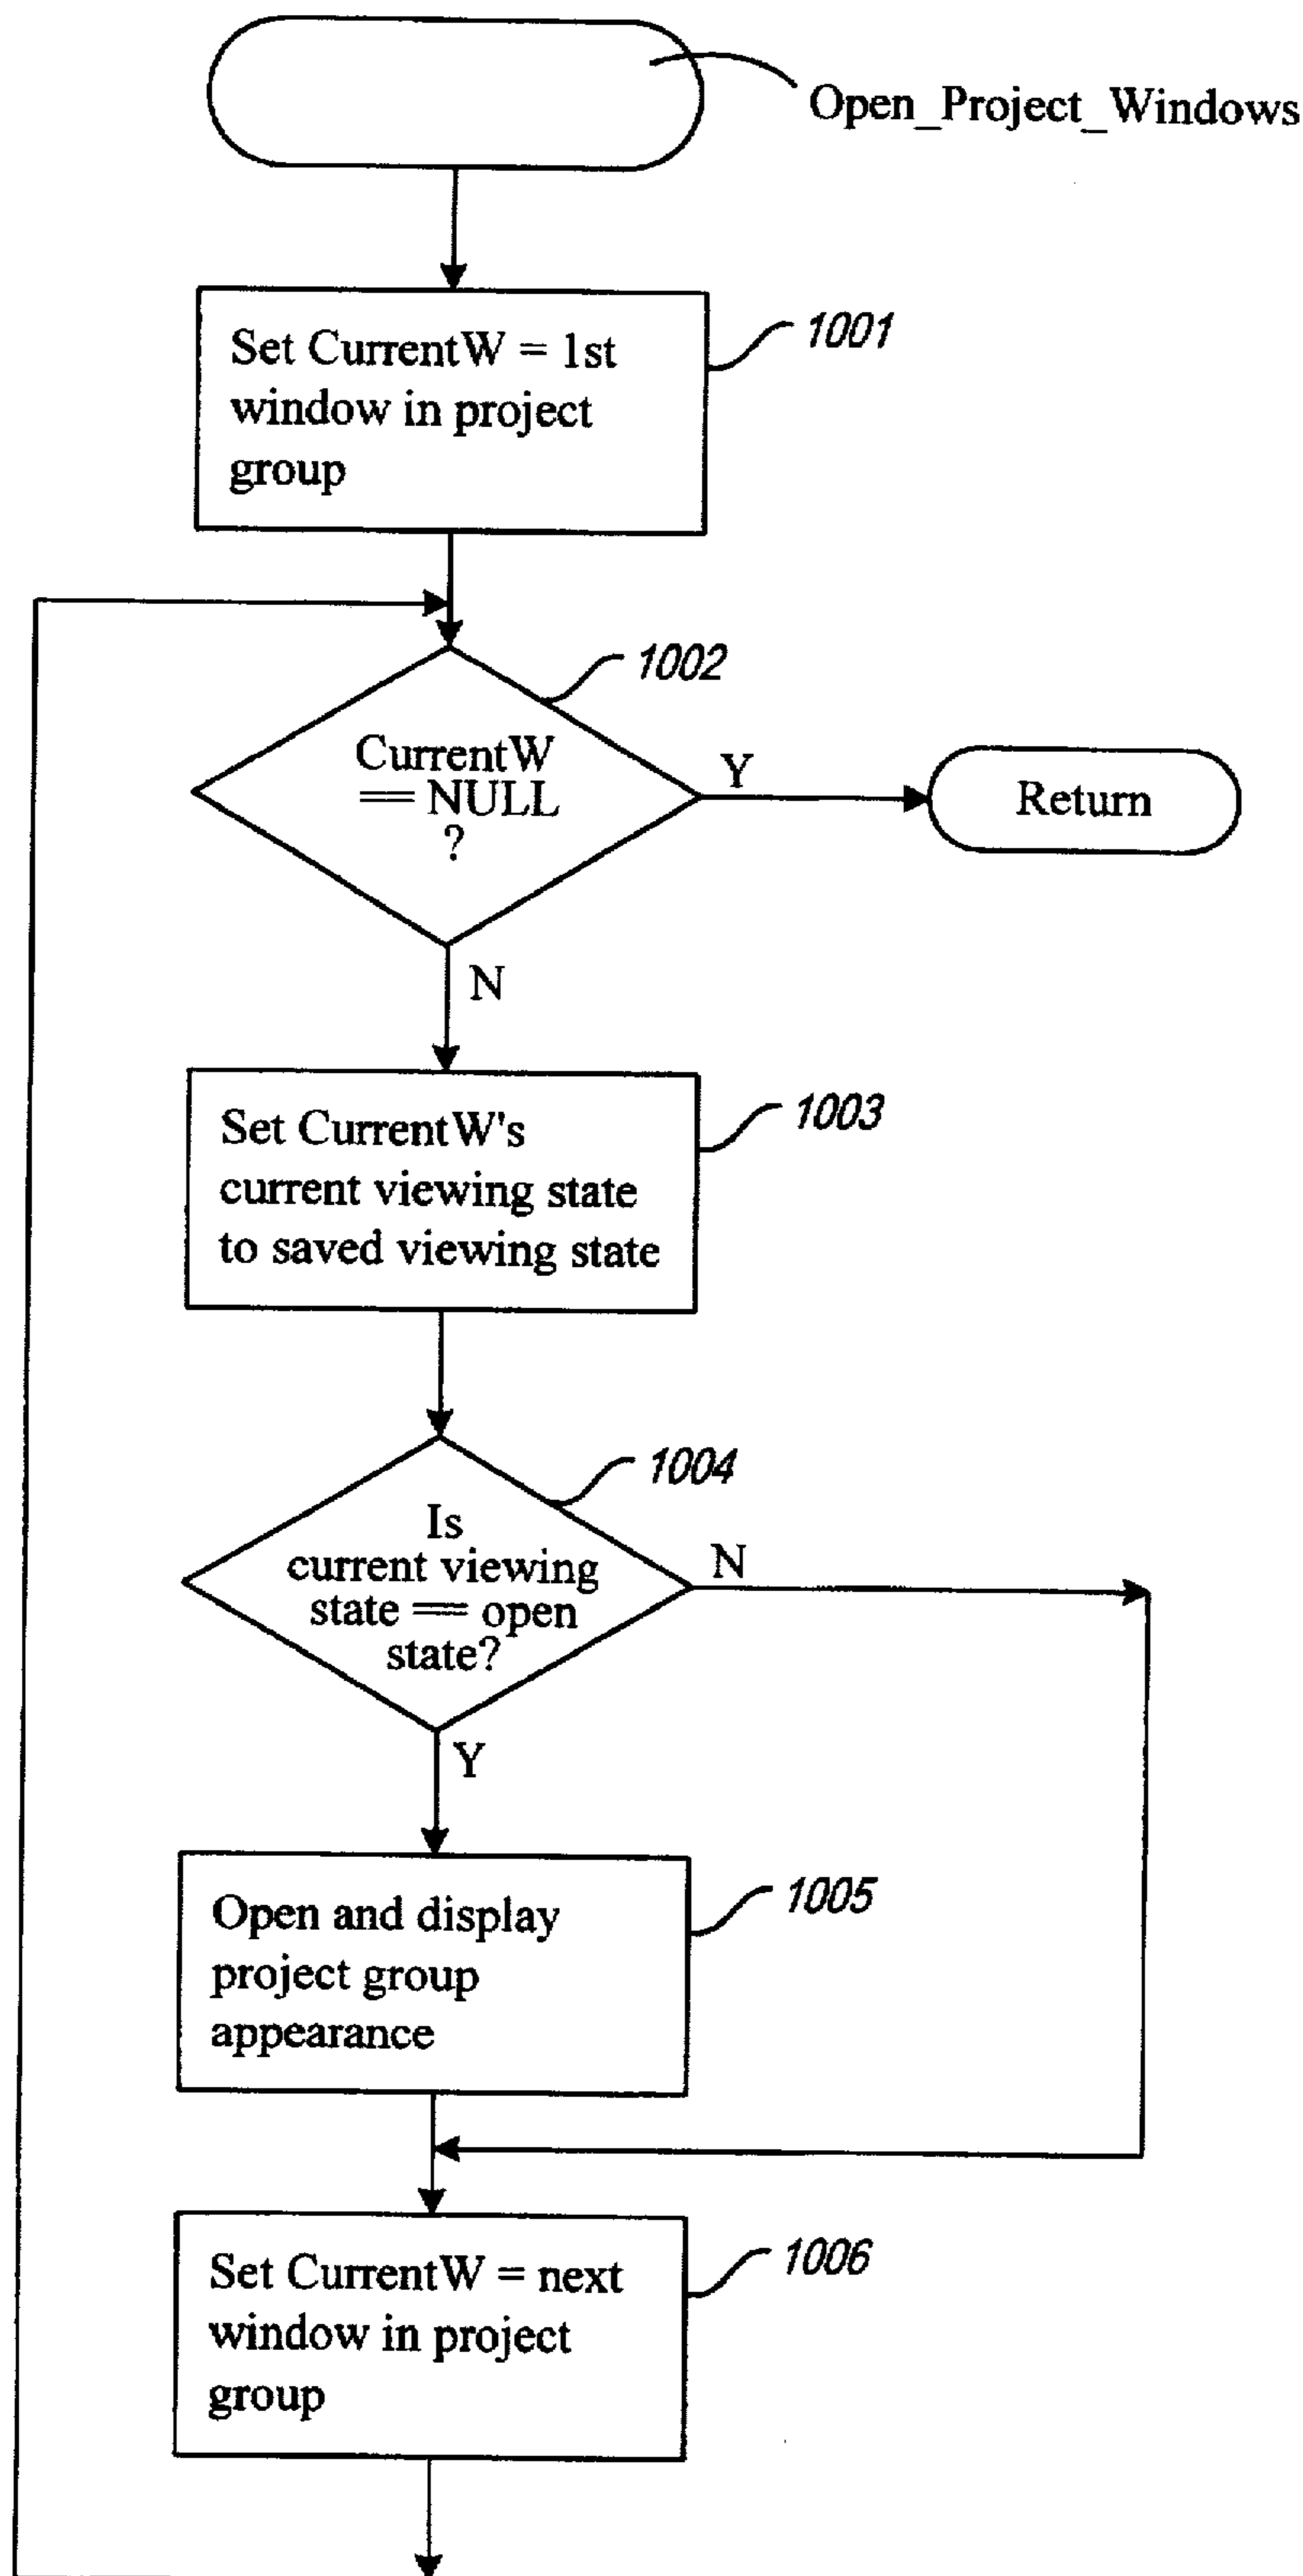 Open_Project_Windows
1001
Set CurrentW = 1st
window in project
group
1002
CurrentW
== NULL
?
Y
Return
N
1003
Set CurrentW's
current viewing state
to saved viewing state
1004
Is
current viewing
state == open
state?
N
Y
1005
Open and display
project group
appearance
1006
Set CurrentW = next
window in project
group